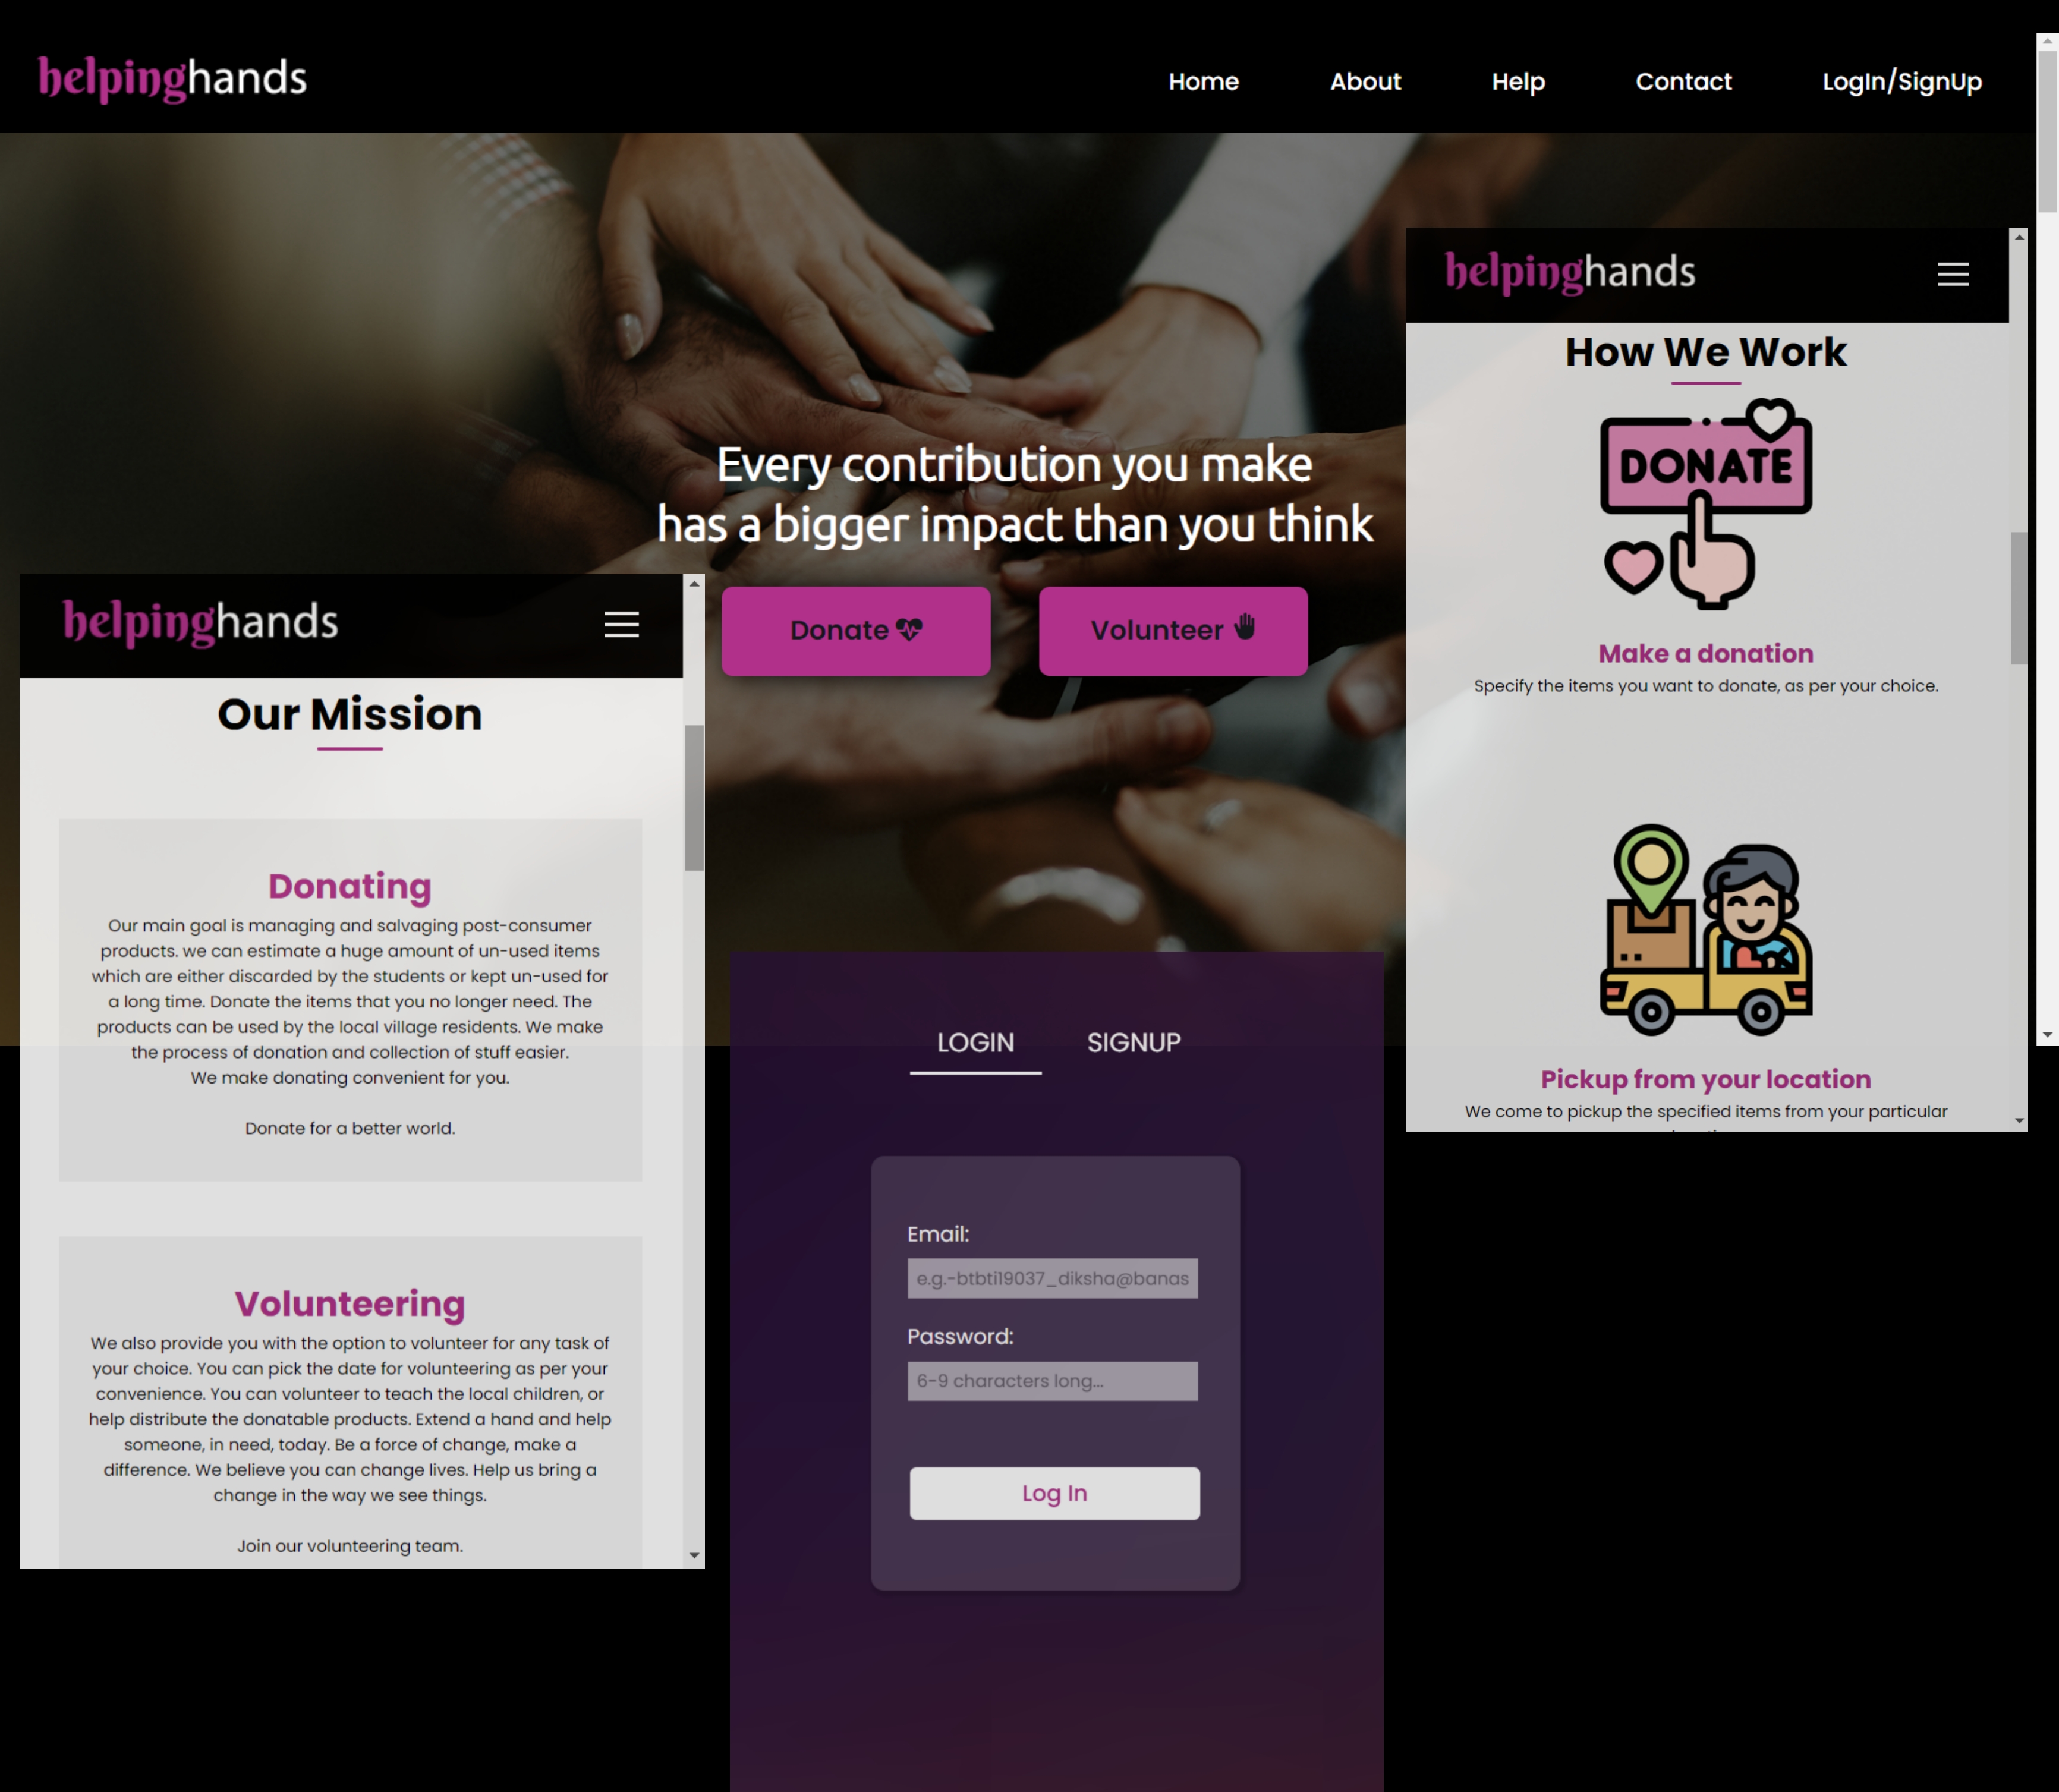 helpinghands
Home About Help Contact LogIn/SignUp
Every contribution you make
has a bigger impact than you think
Donate Volunteer
helpinghands
Our Mission
Donating
Our main goal is managing and salvaging post-consumer
products. we can estimate a huge amount of un-used items
which are either discarded by the students or kept un-used for
a long time. Donate the items that you no longer need. The
products can be used by the local village residents. We make
the process of donation and collection of stuff easier.
We make donating convenient for you.
Donate for a better world.
Volunteering
We also provide you with the option to volunteer for any task of
your choice. You can pick the date for volunteering as per your
convenience. You can volunteer to teach the local children, or
help distribute the donatable products. Extend a hand and help
someone, in need, today. Be a force of change, make a
difference. We believe you can change lives. Help us bring a
change in the way we see things.
Join our volunteering team.
LOGIN SIGNUP
Email:
e.g.-btbti19037_diksha@banas
Password:
6-9 characters long...
Log In
helpinghands
How We Work
DONATE
Make a donation
Specify the items you want to donate, as per your choice.
Pickup from your location
We come to pickup the specified items from your particular